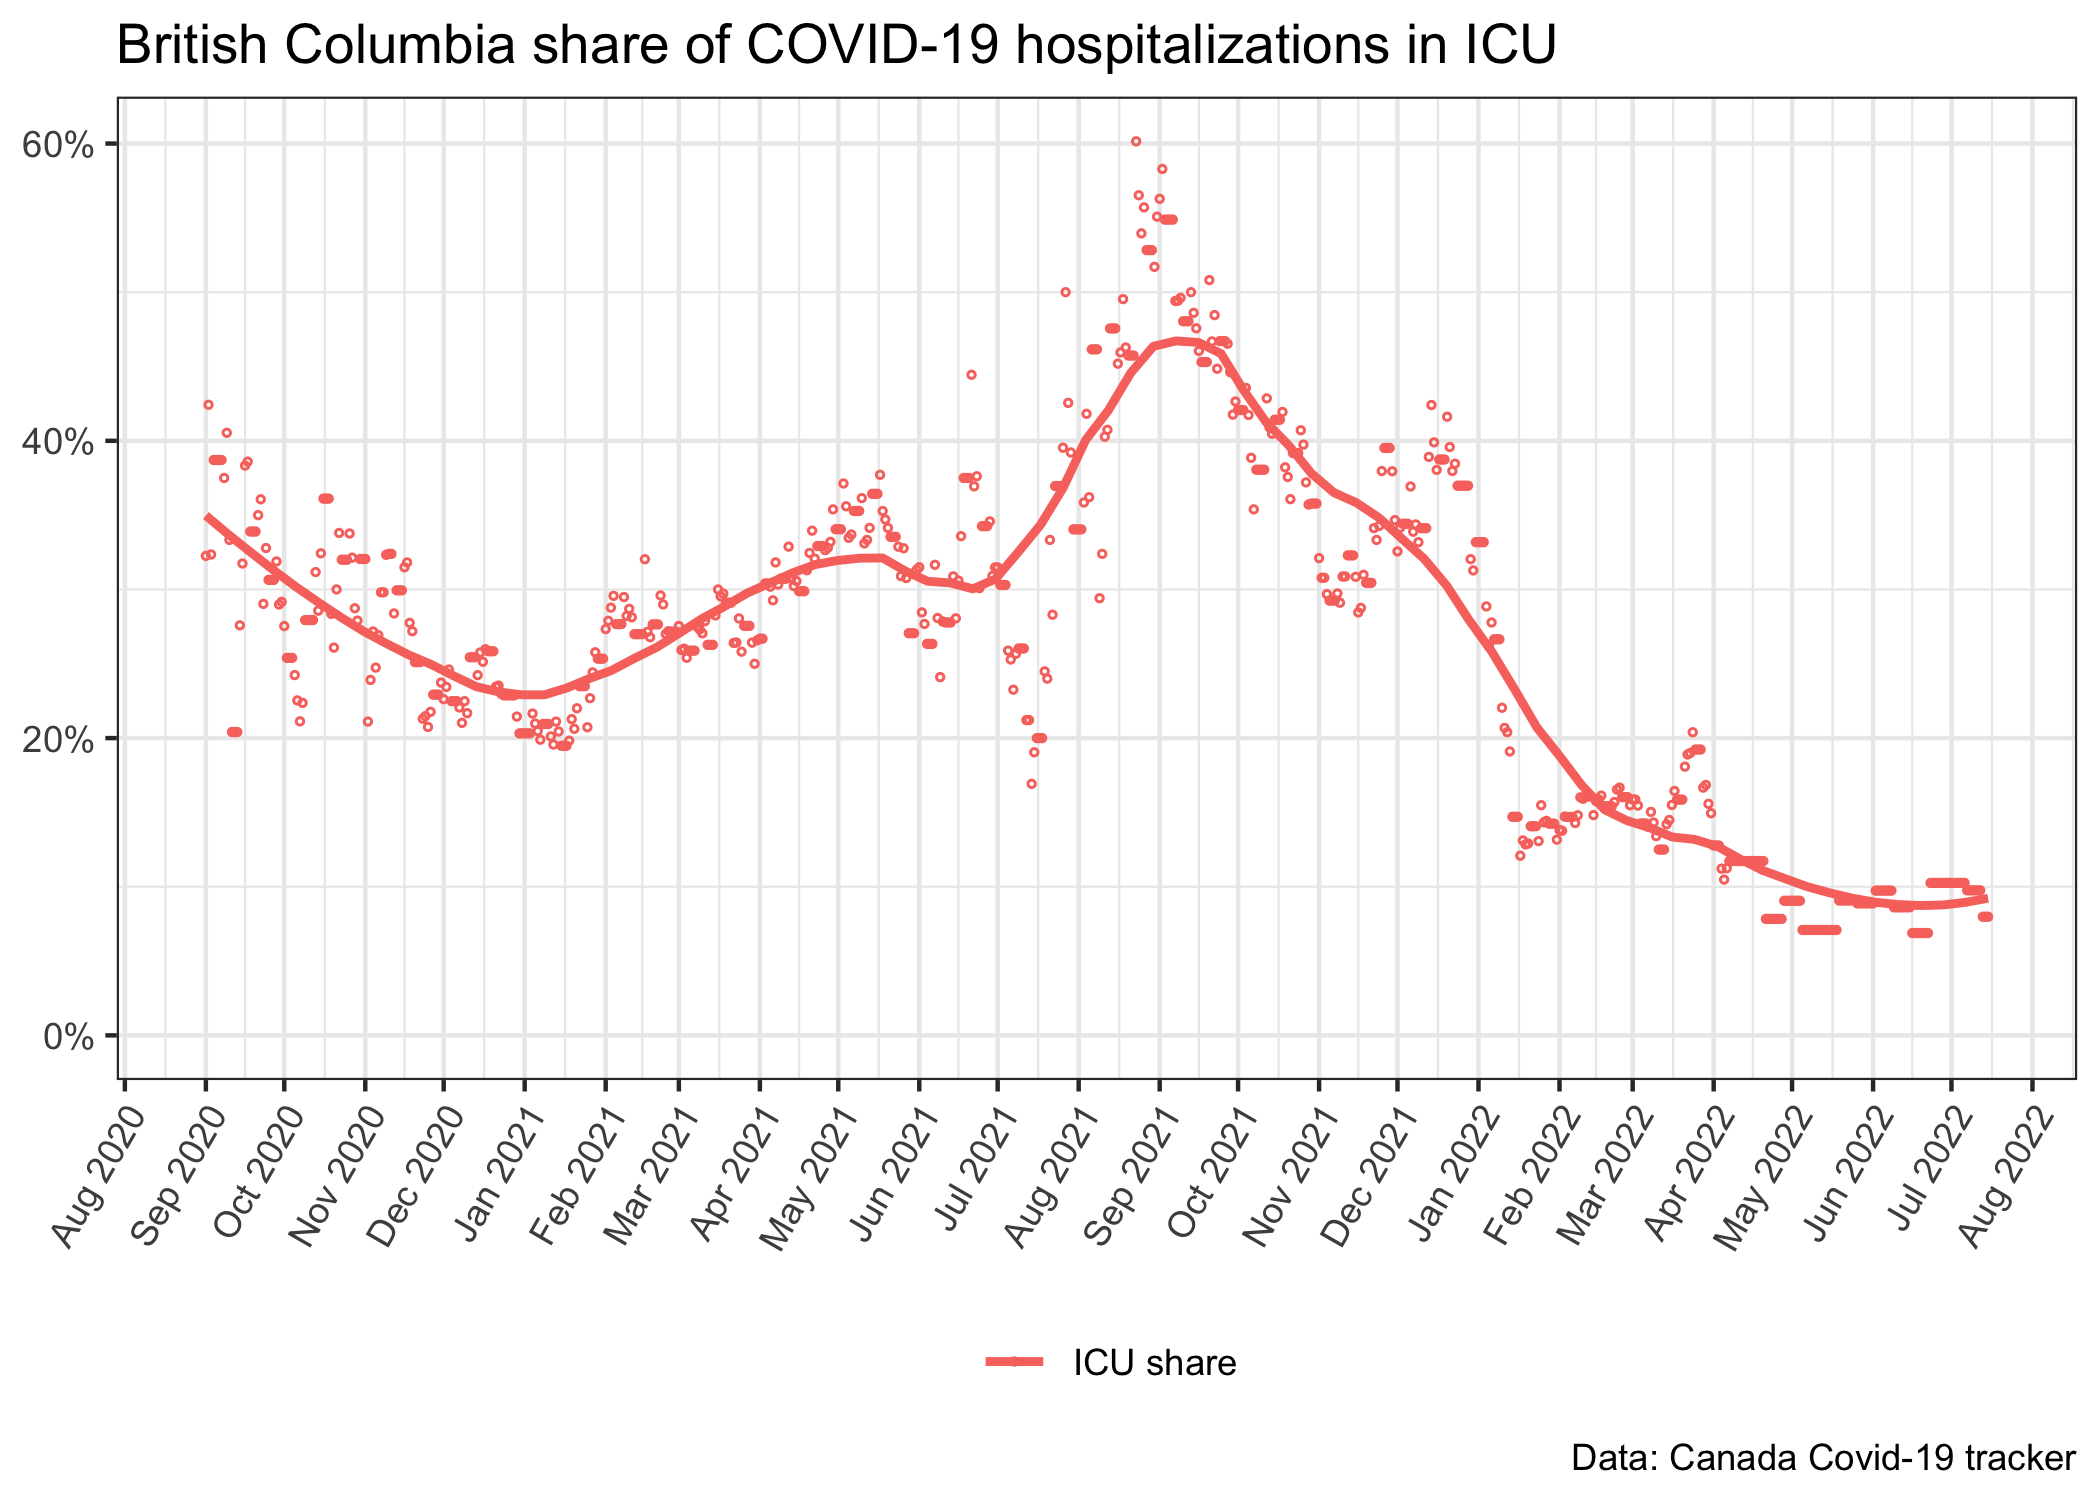 British Columbia share of COVID-19 hospitalizations in ICU
60%
40%
20%
0%
Aug 2020
Sep 2020
Oct 2020
Nov 2020
Dec 2020
Jan 2021
Feb 2021
Mar 2021
Apr 2021
May 2021
Jun 2021
Jul 2021
Aug 2021
Sep 2021
Oct 2021
Nov 2021
Dec 2021
Jan 2022
Feb 2022
Mar 2022
Apr 2022
May 2022
Jun 2022
Jul 2022
Aug 2022
ICU share
Data: Canada Covid-19 tracker